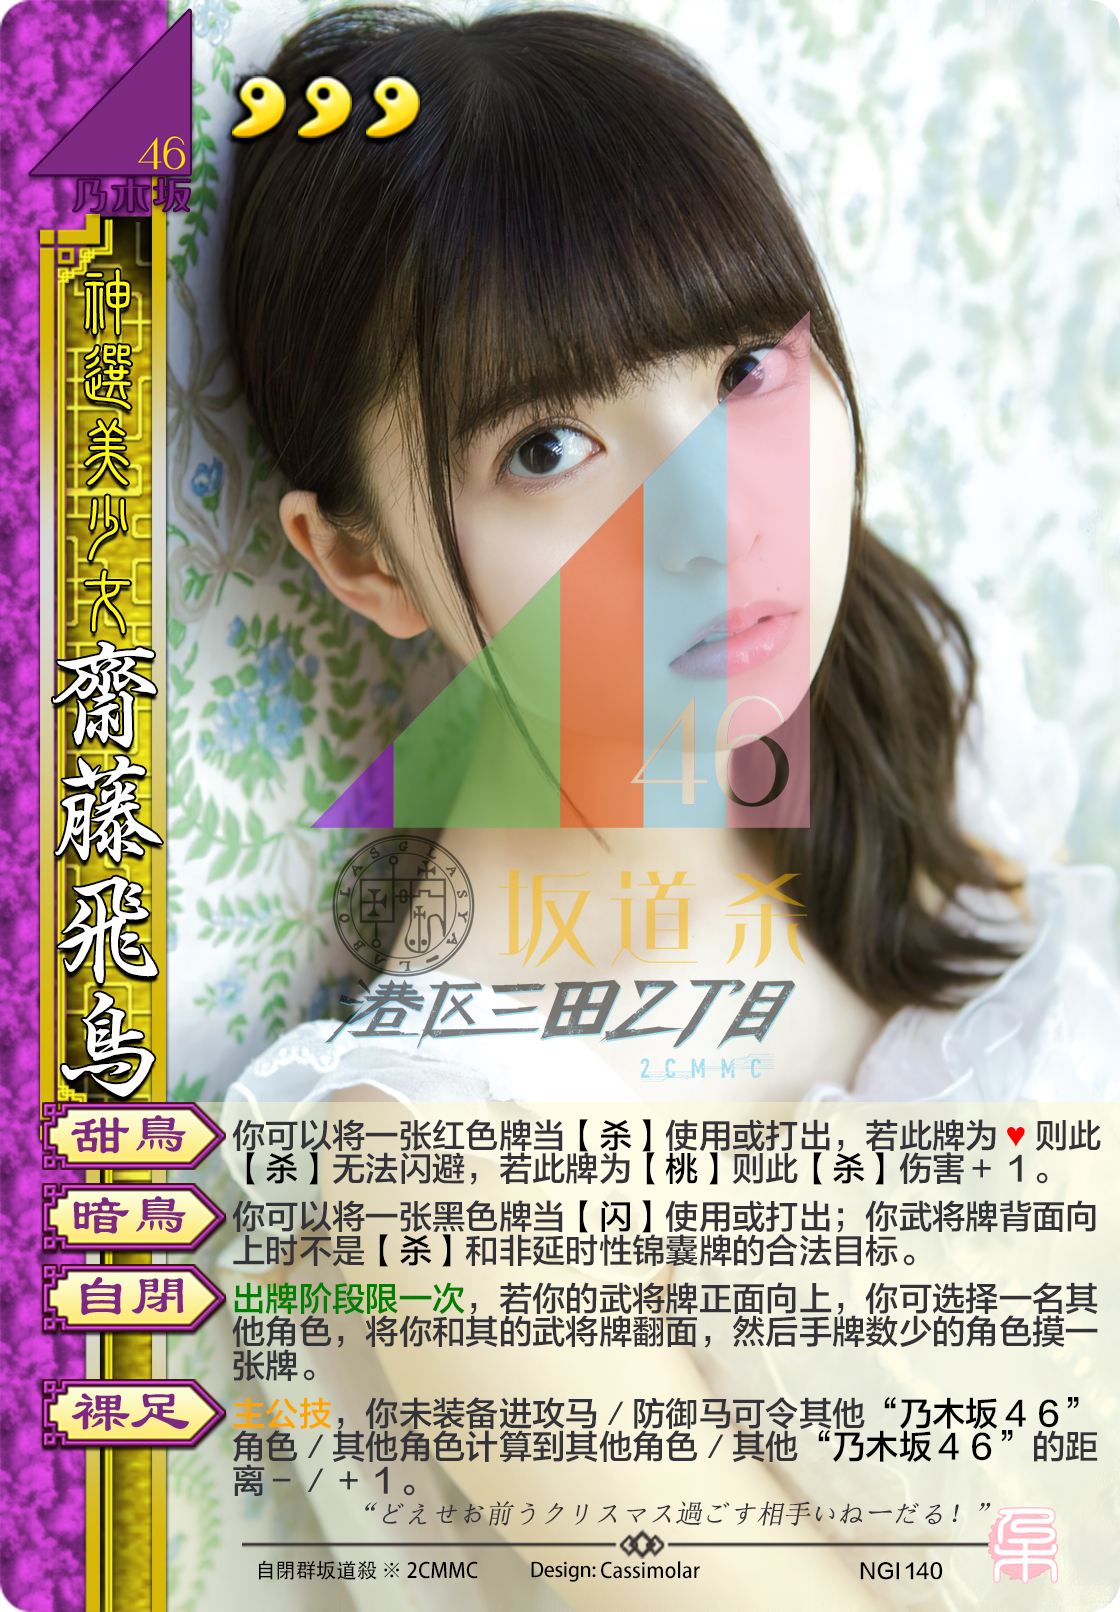 46
乃木坂
神選美少女
齋藤飛鳥
46
GLASYA LABOLAS
坂道杀
港区三田乙丁目
2CMMC
甜鳥
你可以将一张红色牌当【杀】使用或打出，若此牌为♥则此
【杀】无法闪避，若此牌为【桃】则此【杀】伤害＋１。
暗鳥
你可以将一张黑色牌当【闪】使用或打出；你武将牌背面向
上时不是【杀】和非延时性锦囊牌的合法目标。
自閉
出牌阶段限一次，若你的武将牌正面向上，你可选择一名其
他角色，将你和其的武将牌翻面，然后手牌数少的角色摸一
张牌。
裸足
主公技，你未装备进攻马／防御马可令其他“乃木坂４６”
角色／其他角色计算到其他角色／其他“乃木坂４６”的距
离－／＋１。
“どえせお前うクリスマス過ごす相手いねーだる！”
自閉群坂道殺 ※ 2CMMC
Design: Cassimolar
NGI140